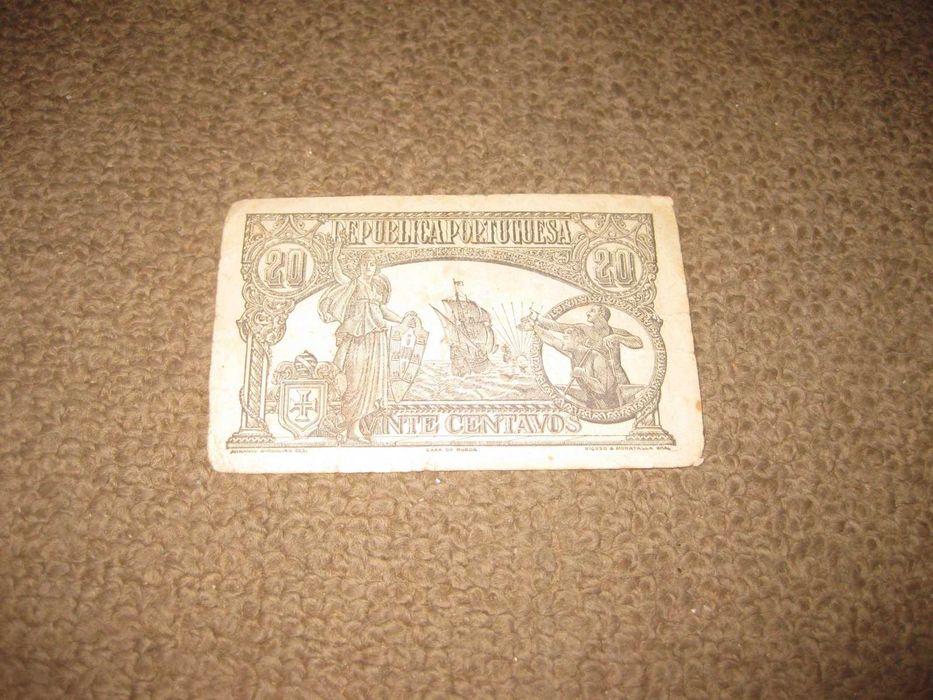 REPUBLICA PORTUGUESA
20 20
VINTE CENTAVOS
CASA DA MOEDA